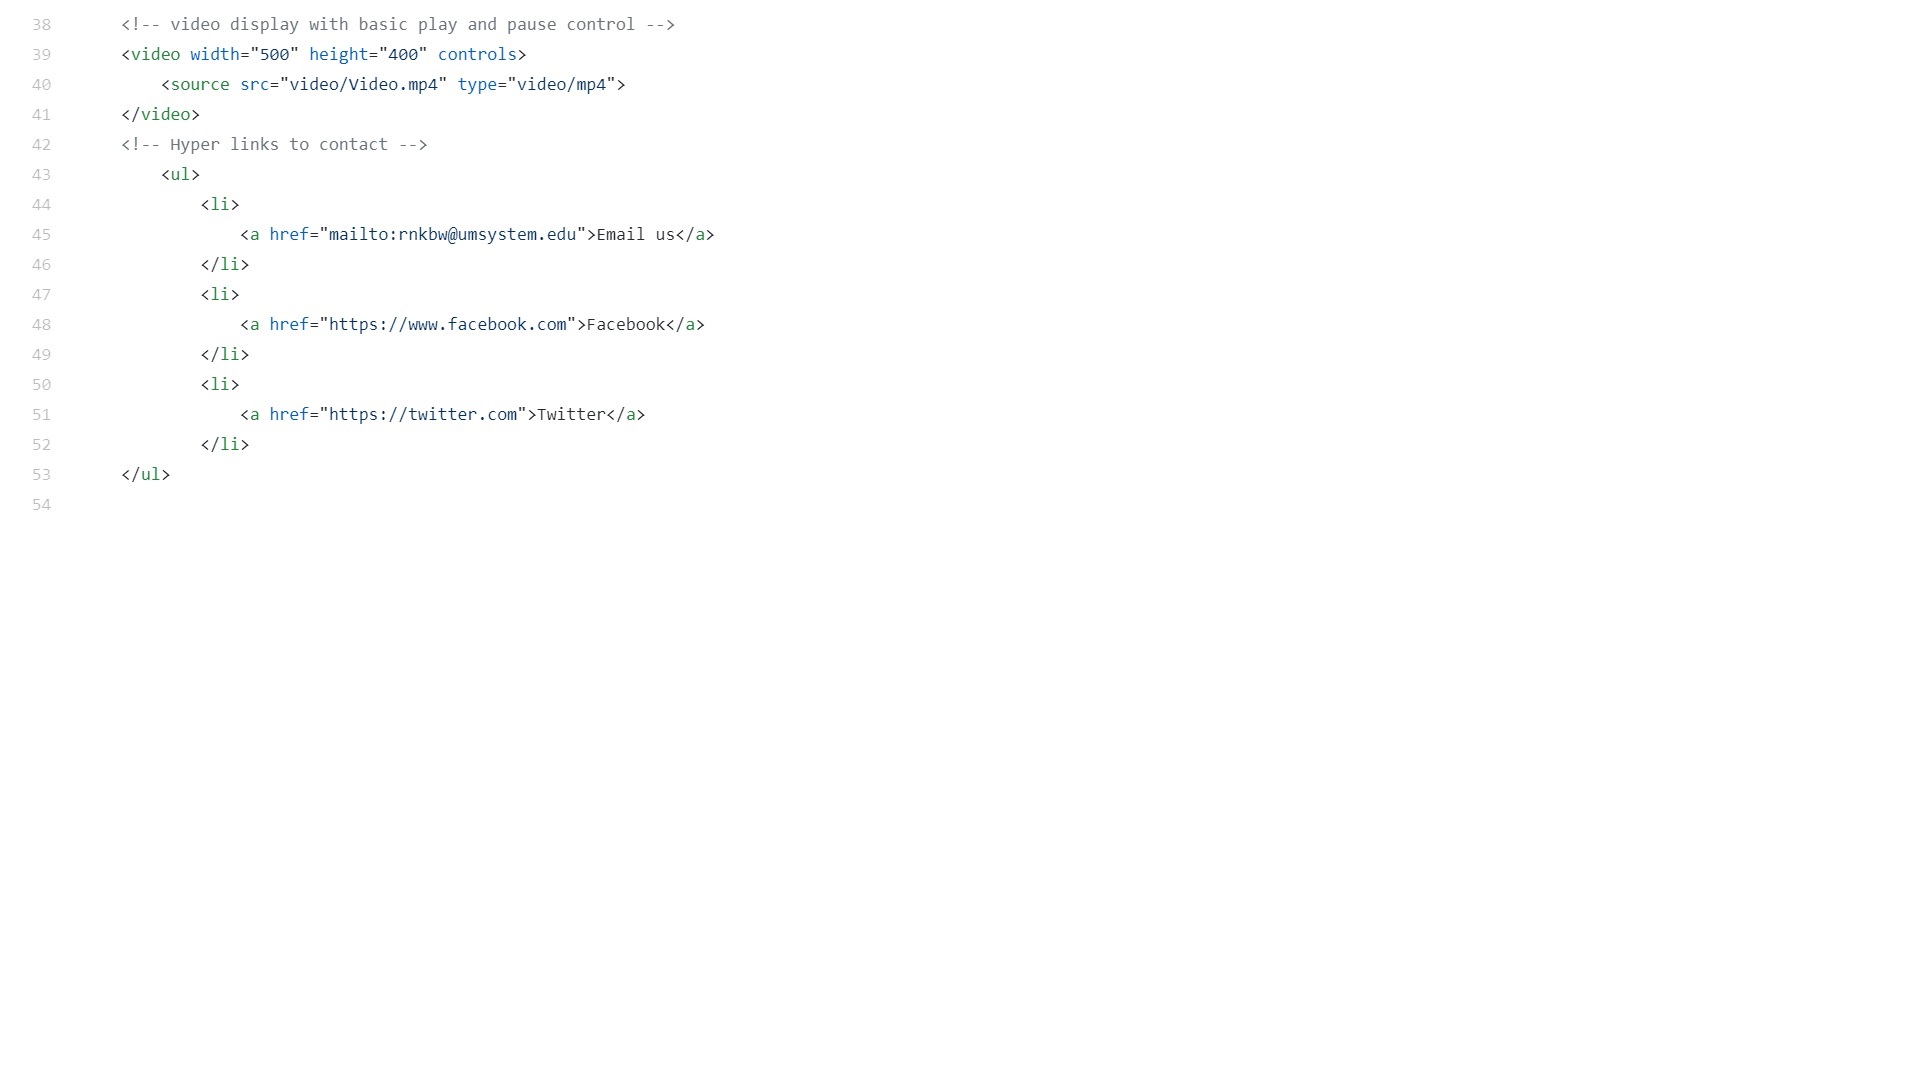 38 <!-- video display with basic play and pause control -->
39 <video width="500" height="400" controls>
40 <source src="video/Video.mp4" type="video/mp4">
41 </video>
42 <!-- Hyper links to contact -->
43 <ul>
44 <li>
45 <a href="mailto:rnkbw@umsystem.edu">Email us</a>
46 </li>
47 <li>
48 <a href="https://www.facebook.com">Facebook</a>
49 </li>
50 <li>
51 <a href="https://twitter.com">Twitter</a>
52 </li>
53 </ul>
54